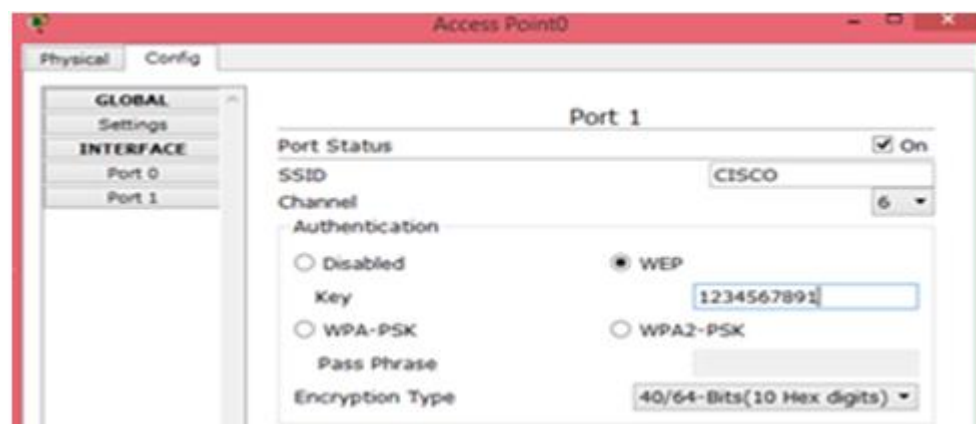 Access Point0
Physical Config
GLOBAL
Settings
INTERFACE
Port 0
Port 1
Port 1
Port Status On
SSID CISCO
Channel 6
Authentication
Disabled WEP
Key 1234567891
WPA-PSK WPA2-PSK
Pass Phrase
Encryption Type 40/64-Bits(10 Hex digits)